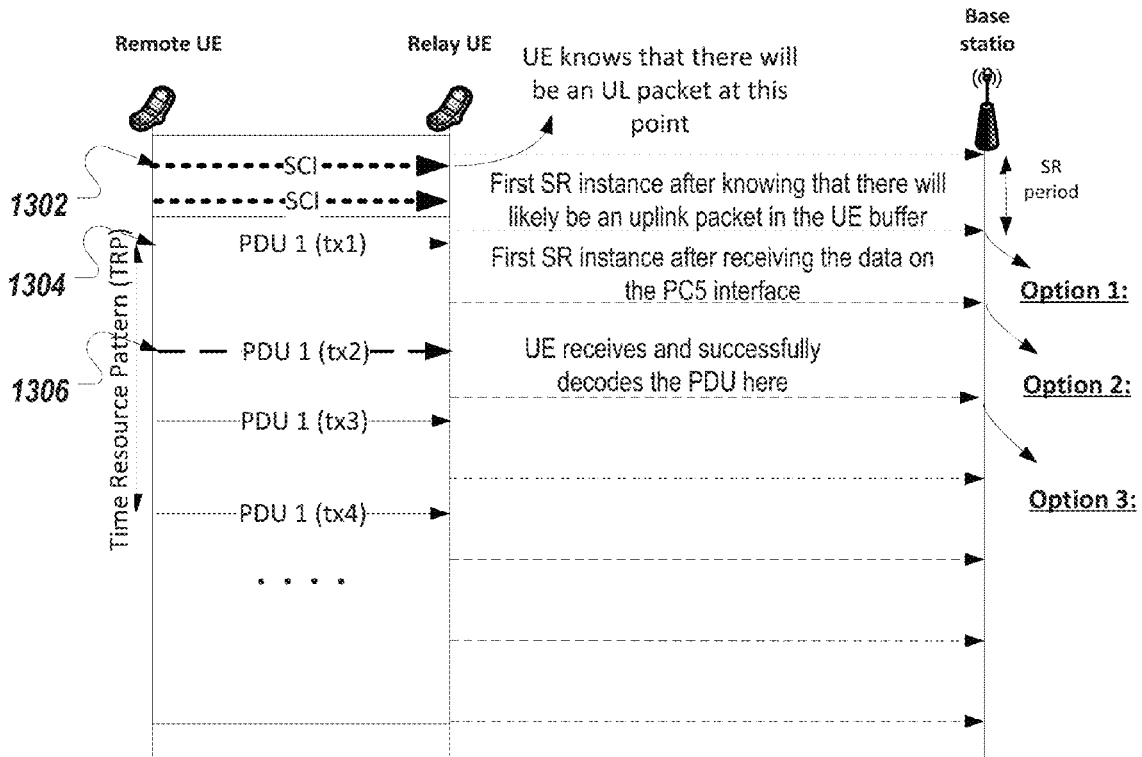 Remote UE
Relay UE
Base
statio
UE knows that there will
be an UL packet at this
point
SCI
SCI
1302
SR
period
First SR instance after knowing that there will
likely be an uplink packet in the UE buffer
PDU 1 (tx1)
1304
First SR instance after receiving the data on
the PC5 interface
Option 1:
Time Resource Pattern (TRP)
PDU 1 (tx2)
1306
UE receives and successfully
decodes the PDU here
Option 2:
PDU 1 (tx3)
Option 3:
PDU 1 (tx4)
. . . .